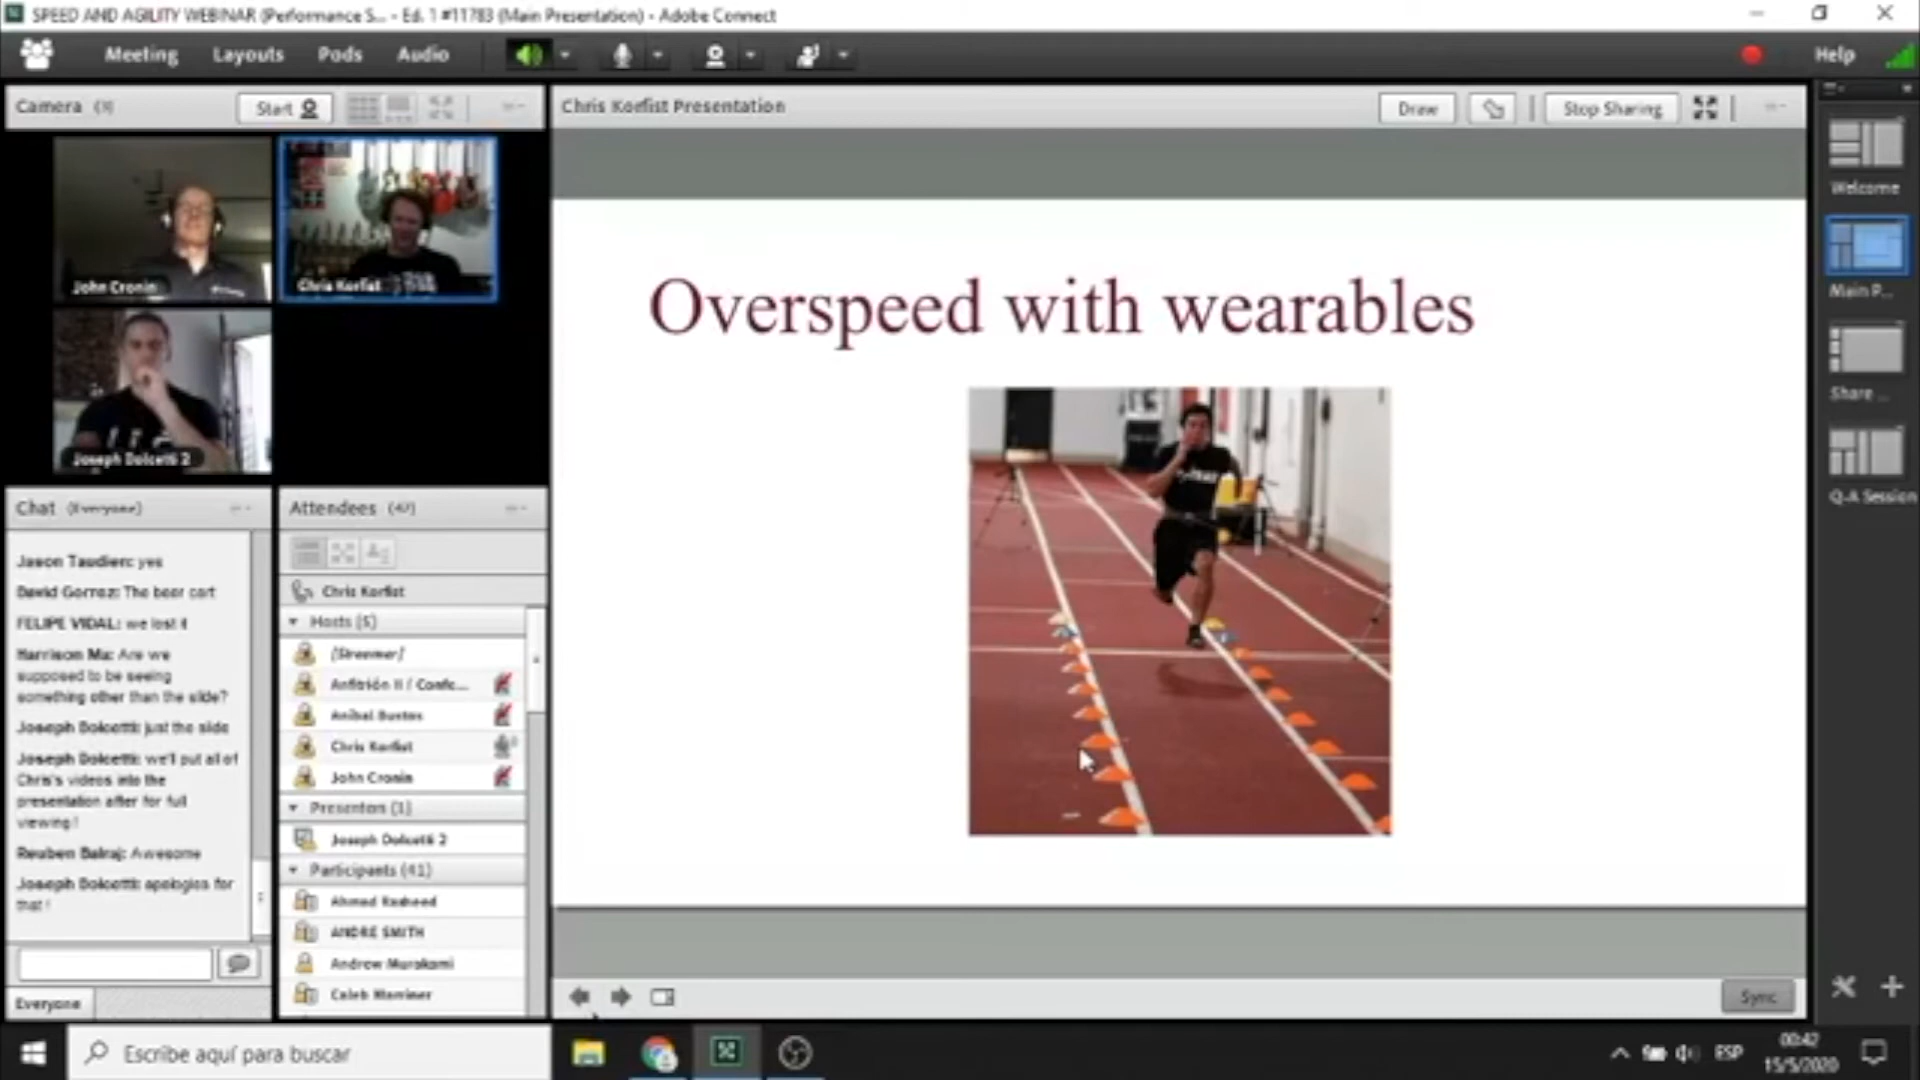 SPEED AND AGILITY WEBINAR (Performance S... - Ed. 1 #11783 (Main Presentation) - Adobe Connect
Meeting Layouts Pods Audio Help
Camera (3) Start
John Cronin
Chris Korfist
Joseph Dolcetti 2
Chat (Everyone)
Jason Taudien: yes
David Gorroz: The beer cart
FELIPE VIDAL: we lost it
Harrison Ma: Are we
supposed to be seeing
something other than the slide?
Joseph Dolcetti: just the slide
Joseph Dolcetti: we'll put all of
Chris's videos into the
presentation after for full
viewing!
Reuben Balraj: Awesome
Joseph Dolcetti: apologies for
that!
Everyone
Attendees (47)
Chris Korfist
Hosts (5)
[Streamer]
Anfitrión II / Confe...
Anibal Bustos
Chris Korfist
John Cronin
Presenters (1)
Joseph Dolcetti 2
Participants (41)
Ahmad Rasheed
ANDRE SMITH
Andrew Murakami
Caleb Marriner
Chris Korfist Presentation
Draw Stop Sharing
Overspeed with wearables
Sync
Welcome
Main P...
Share ...
Q-A Session
Escribe aquí para buscar
ESP
00:42
15/5/2020